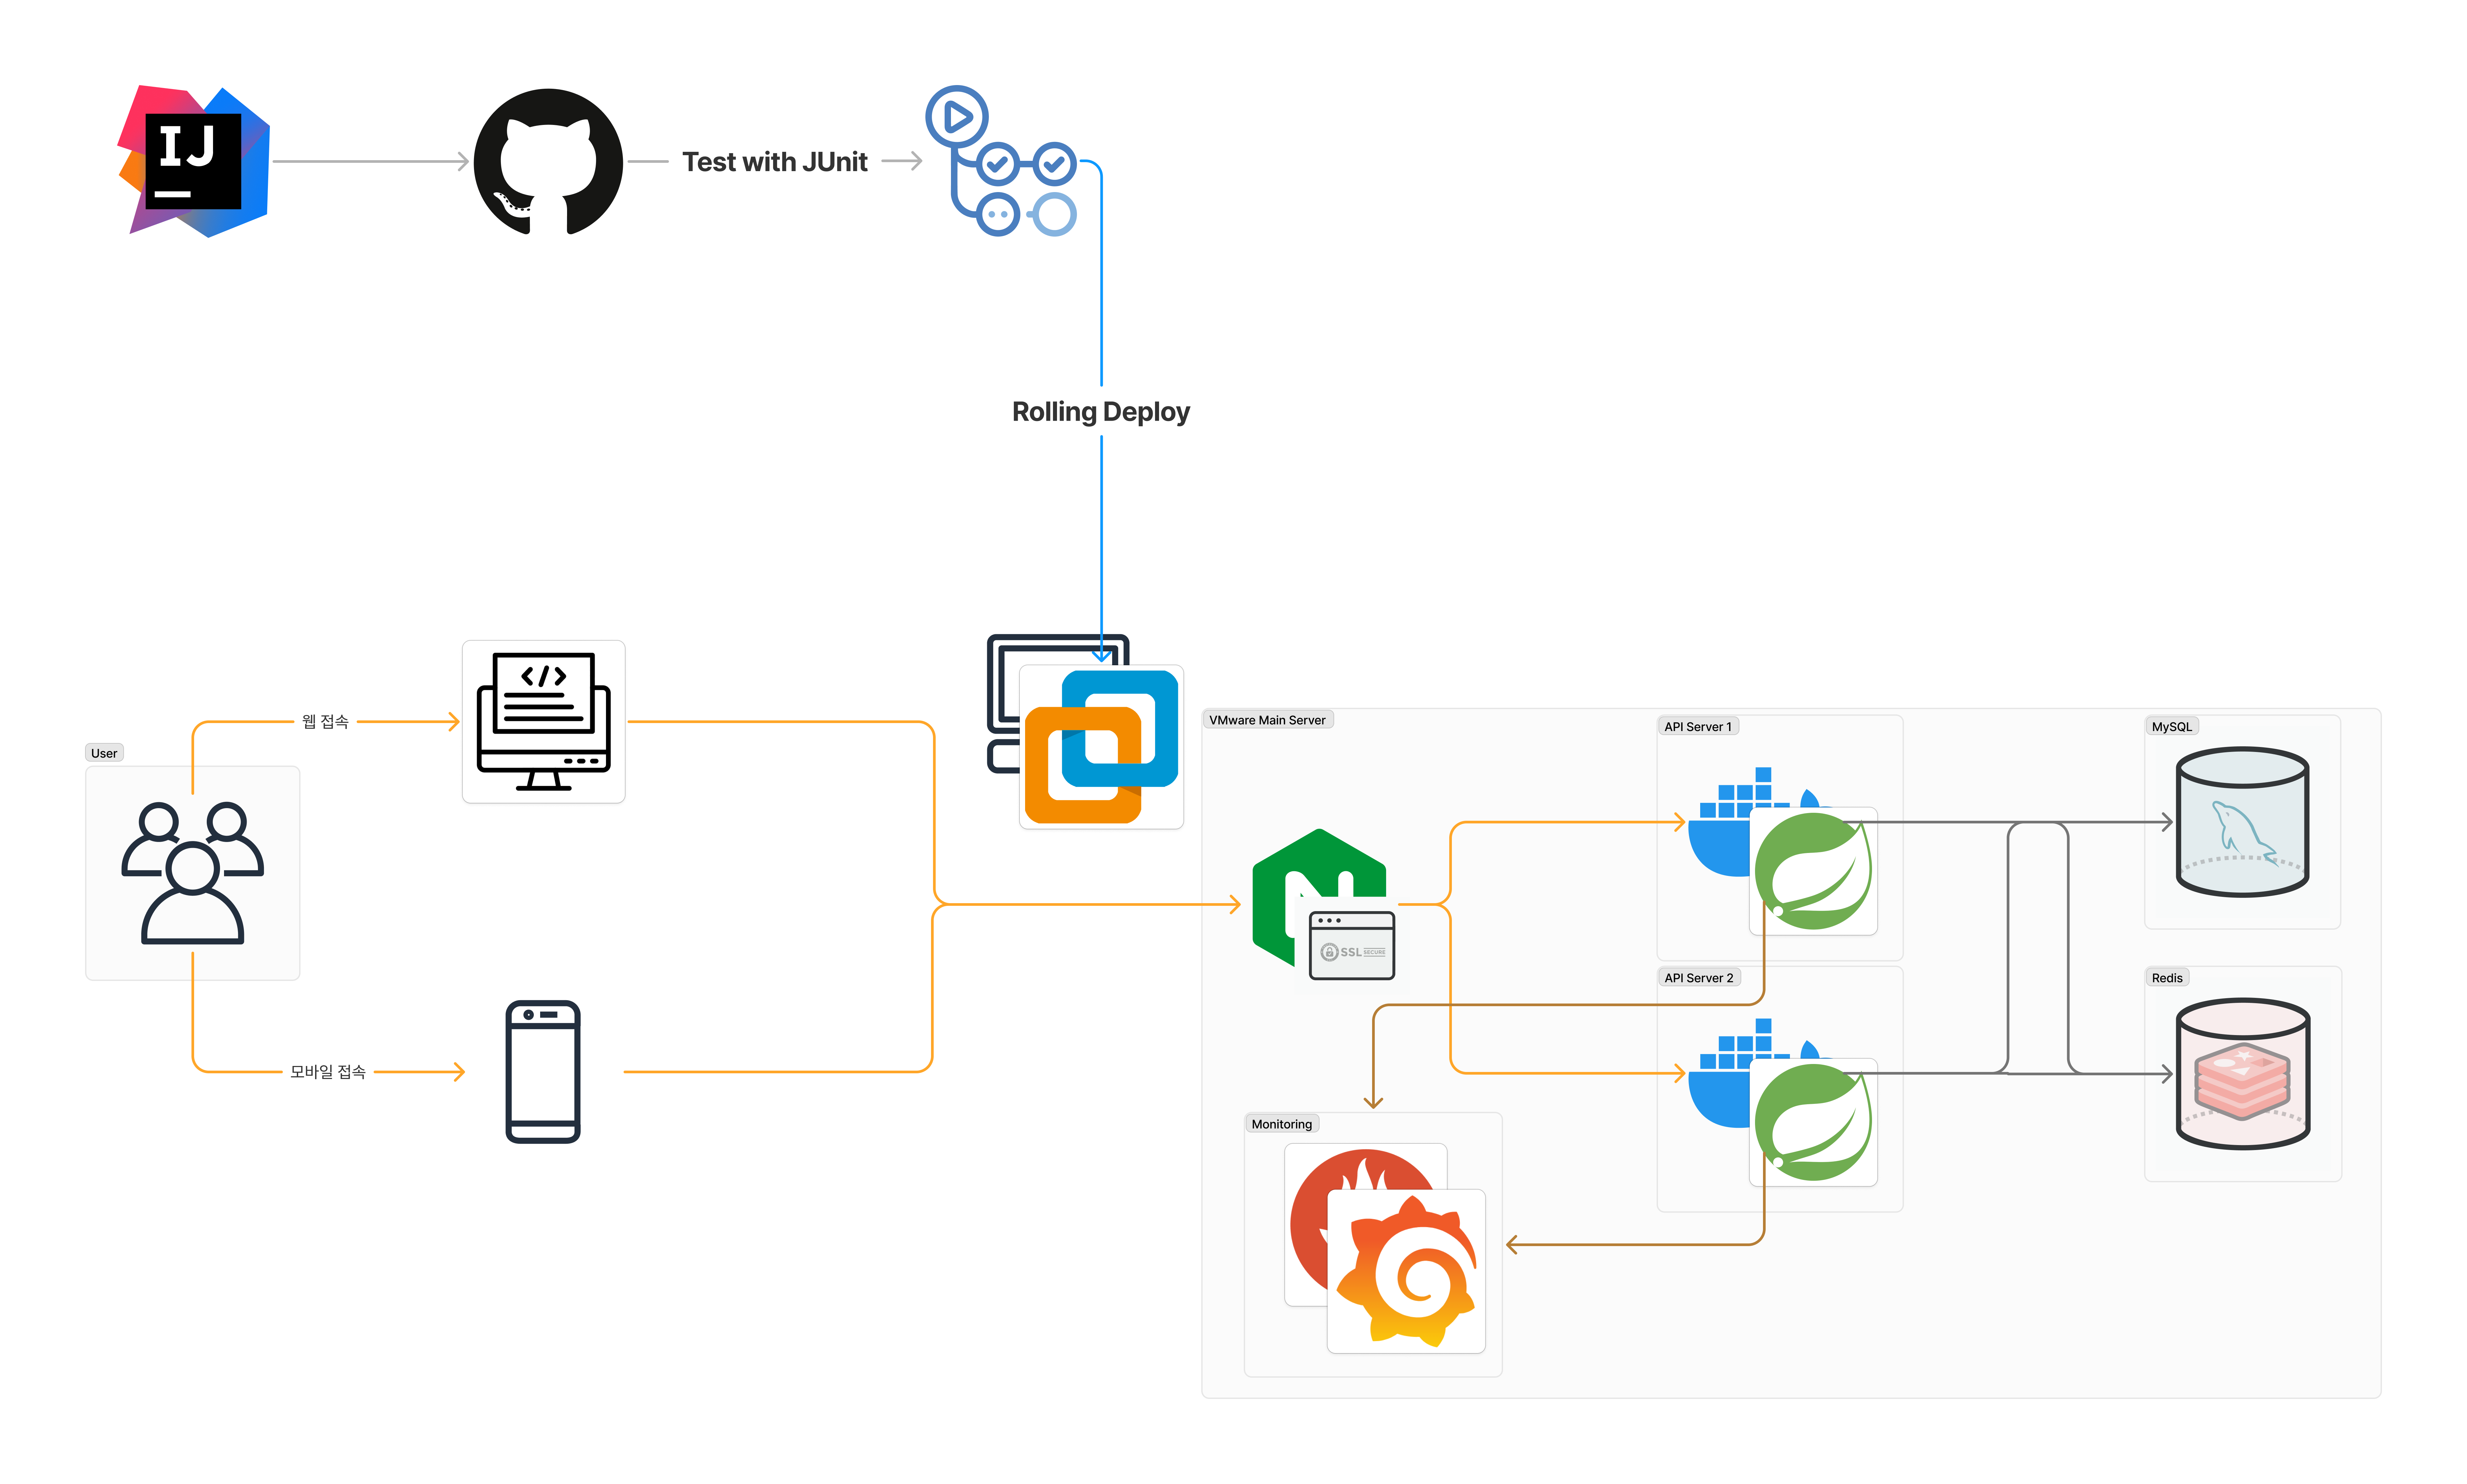 IJ
Test with JUnit
Rolling Deploy
웹 접속
User
모바일 접속
VMware Main Server
SSL SECURE
API Server 1
API Server 2
MySQL
Redis
Monitoring